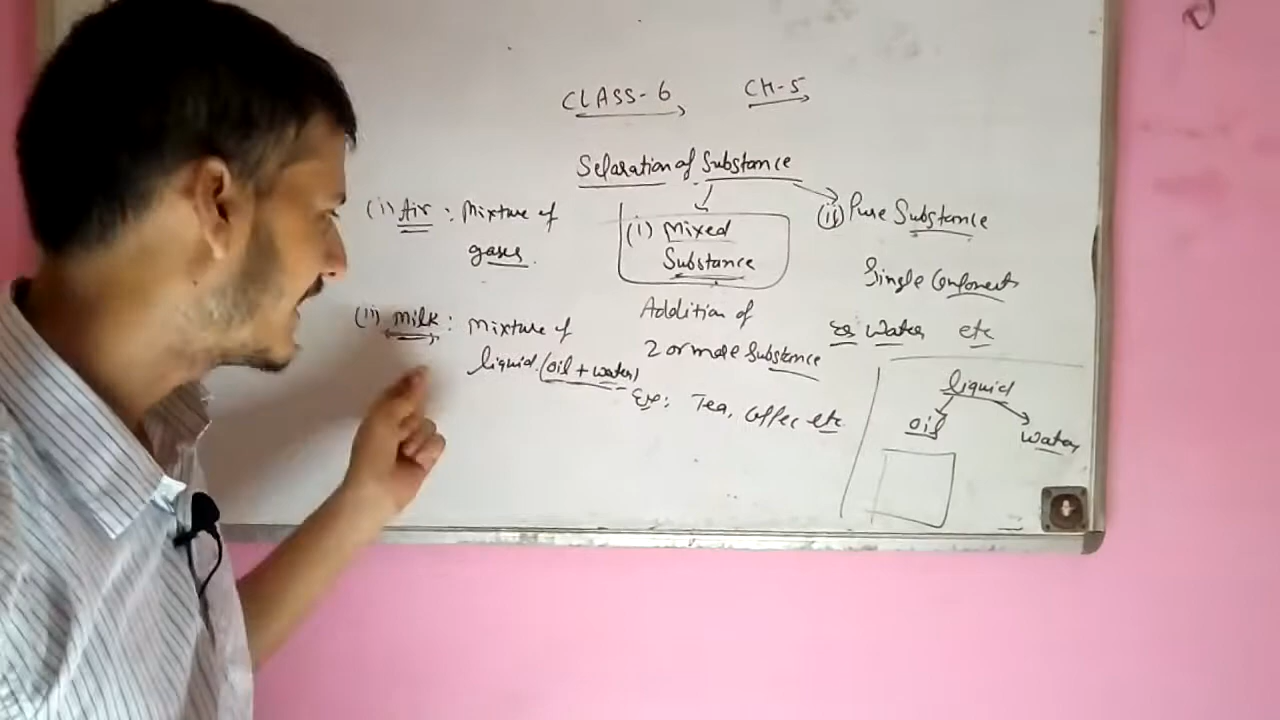 CLASS-6 CH-5
Separation of Substance
(i) Air : Mixture of
gases.
(ii) Milk : Mixture of
liquid. (oil + water)
(i) Mixed
Substance
Addition of
2 or more Substance
Ex: Tea, Coffee etc
(ii) Pure Substance
Single Components
Ex: Water etc
liquid
oil
water